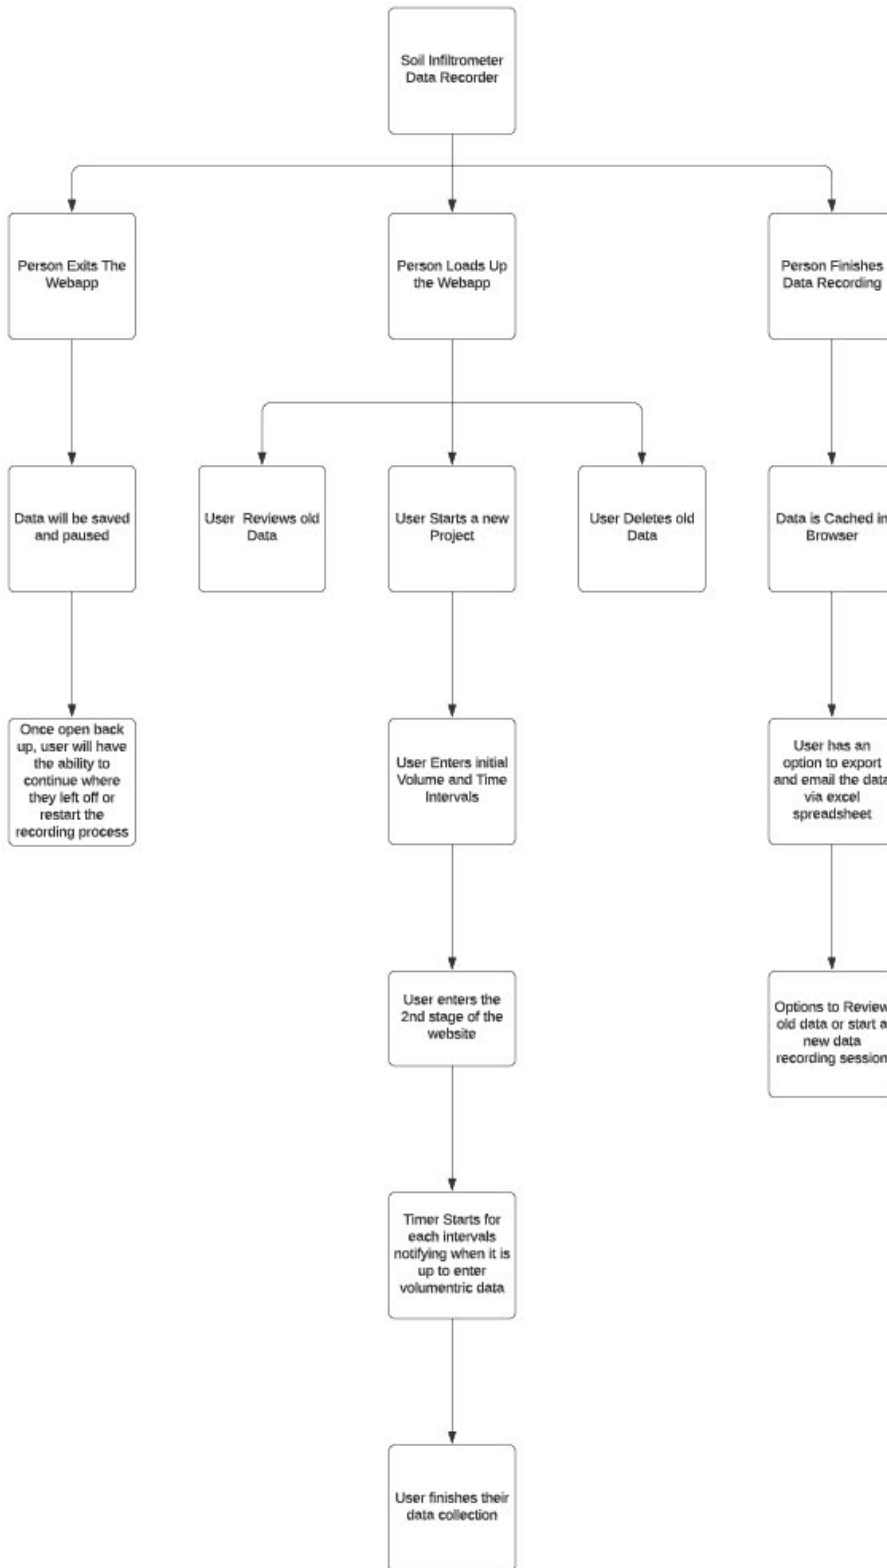 Soil Infiltrometer
Data Recorder
Person Exits The
Webapp
Person Loads Up
the Webapp
Person Finishes
Data Recording
Data will be saved
and paused
User Reviews old
Data
User Starts a new
Project
User Deletes old
Data
Data is Cached in
Browser
Once open back
up, user will have
the ability to
continue where
they left off or
restart the
recording process
User Enters initial
Volume and Time
Intervals
User has an
option to export
and email the data
via excel
spreadsheet
User enters the
2nd stage of the
website
Options to Review
old data or start a
new data
recording session
Timer Starts for
each intervals
notifying when it is
up to enter
volumentric data
User finishes their
data collection